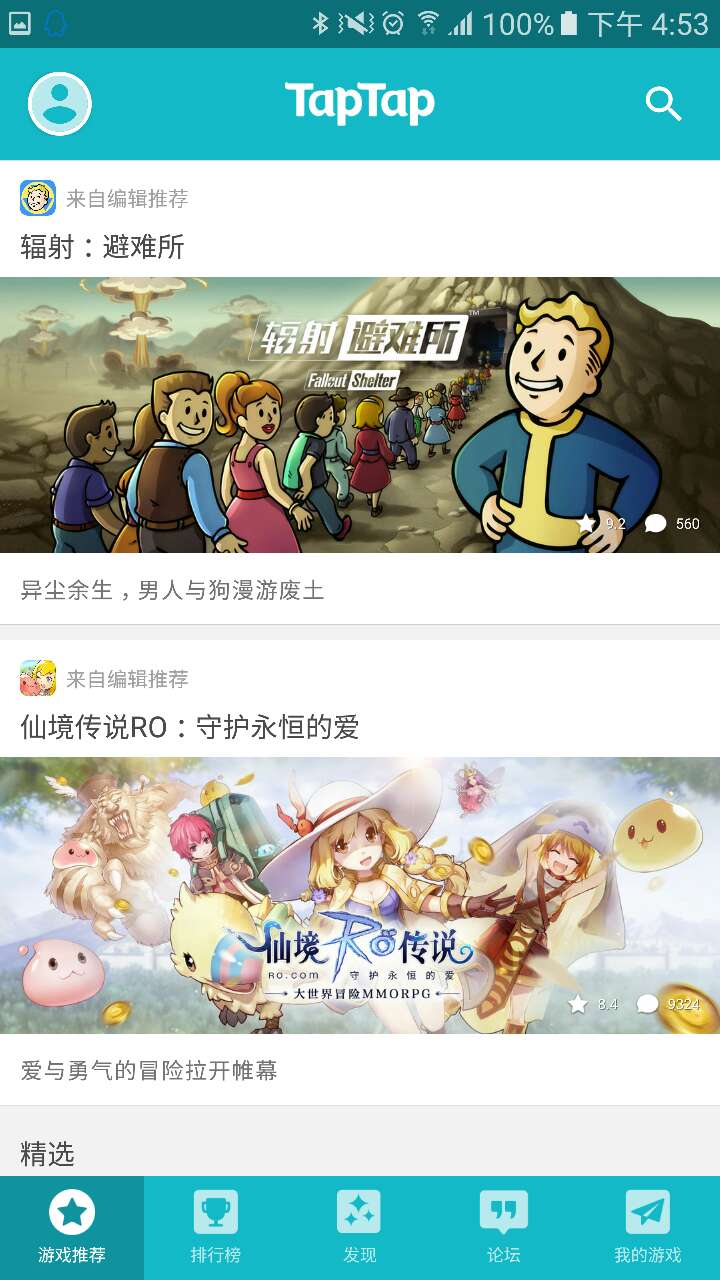 100% 下午 4:53
TapTap
来自编辑推荐
辐射：避难所
辐射 避难所 ™
Fallout Shelter
9.2 560
异尘余生，男人与狗漫游废土
来自编辑推荐
仙境传说RO：守护永恒的爱
仙境RO传说
RO.COM 守护永恒的爱
大世界冒险MMORPG
8.4 9324
爱与勇气的冒险拉开帷幕
精选
游戏推荐 排行榜 发现 论坛 我的游戏